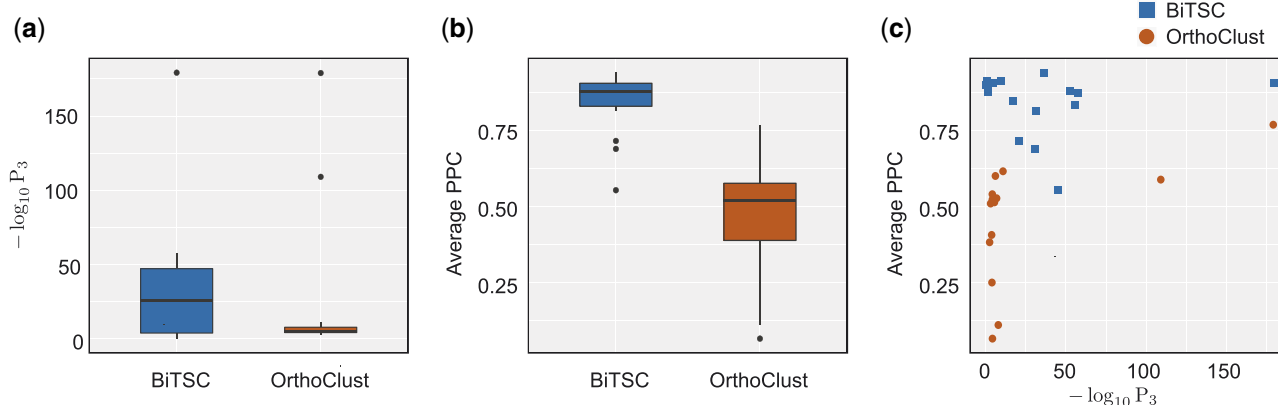 (a)
− log₁₀ P₃
150
100
50
0
BiTSC
OrthoClust
(b)
Average PPC
0.75
0.50
0.25
BiTSC
OrthoClust
(c)
BiTSC
OrthoClust
Average PPC
0.75
0.50
0.25
0
50
100
150
− log₁₀ P₃